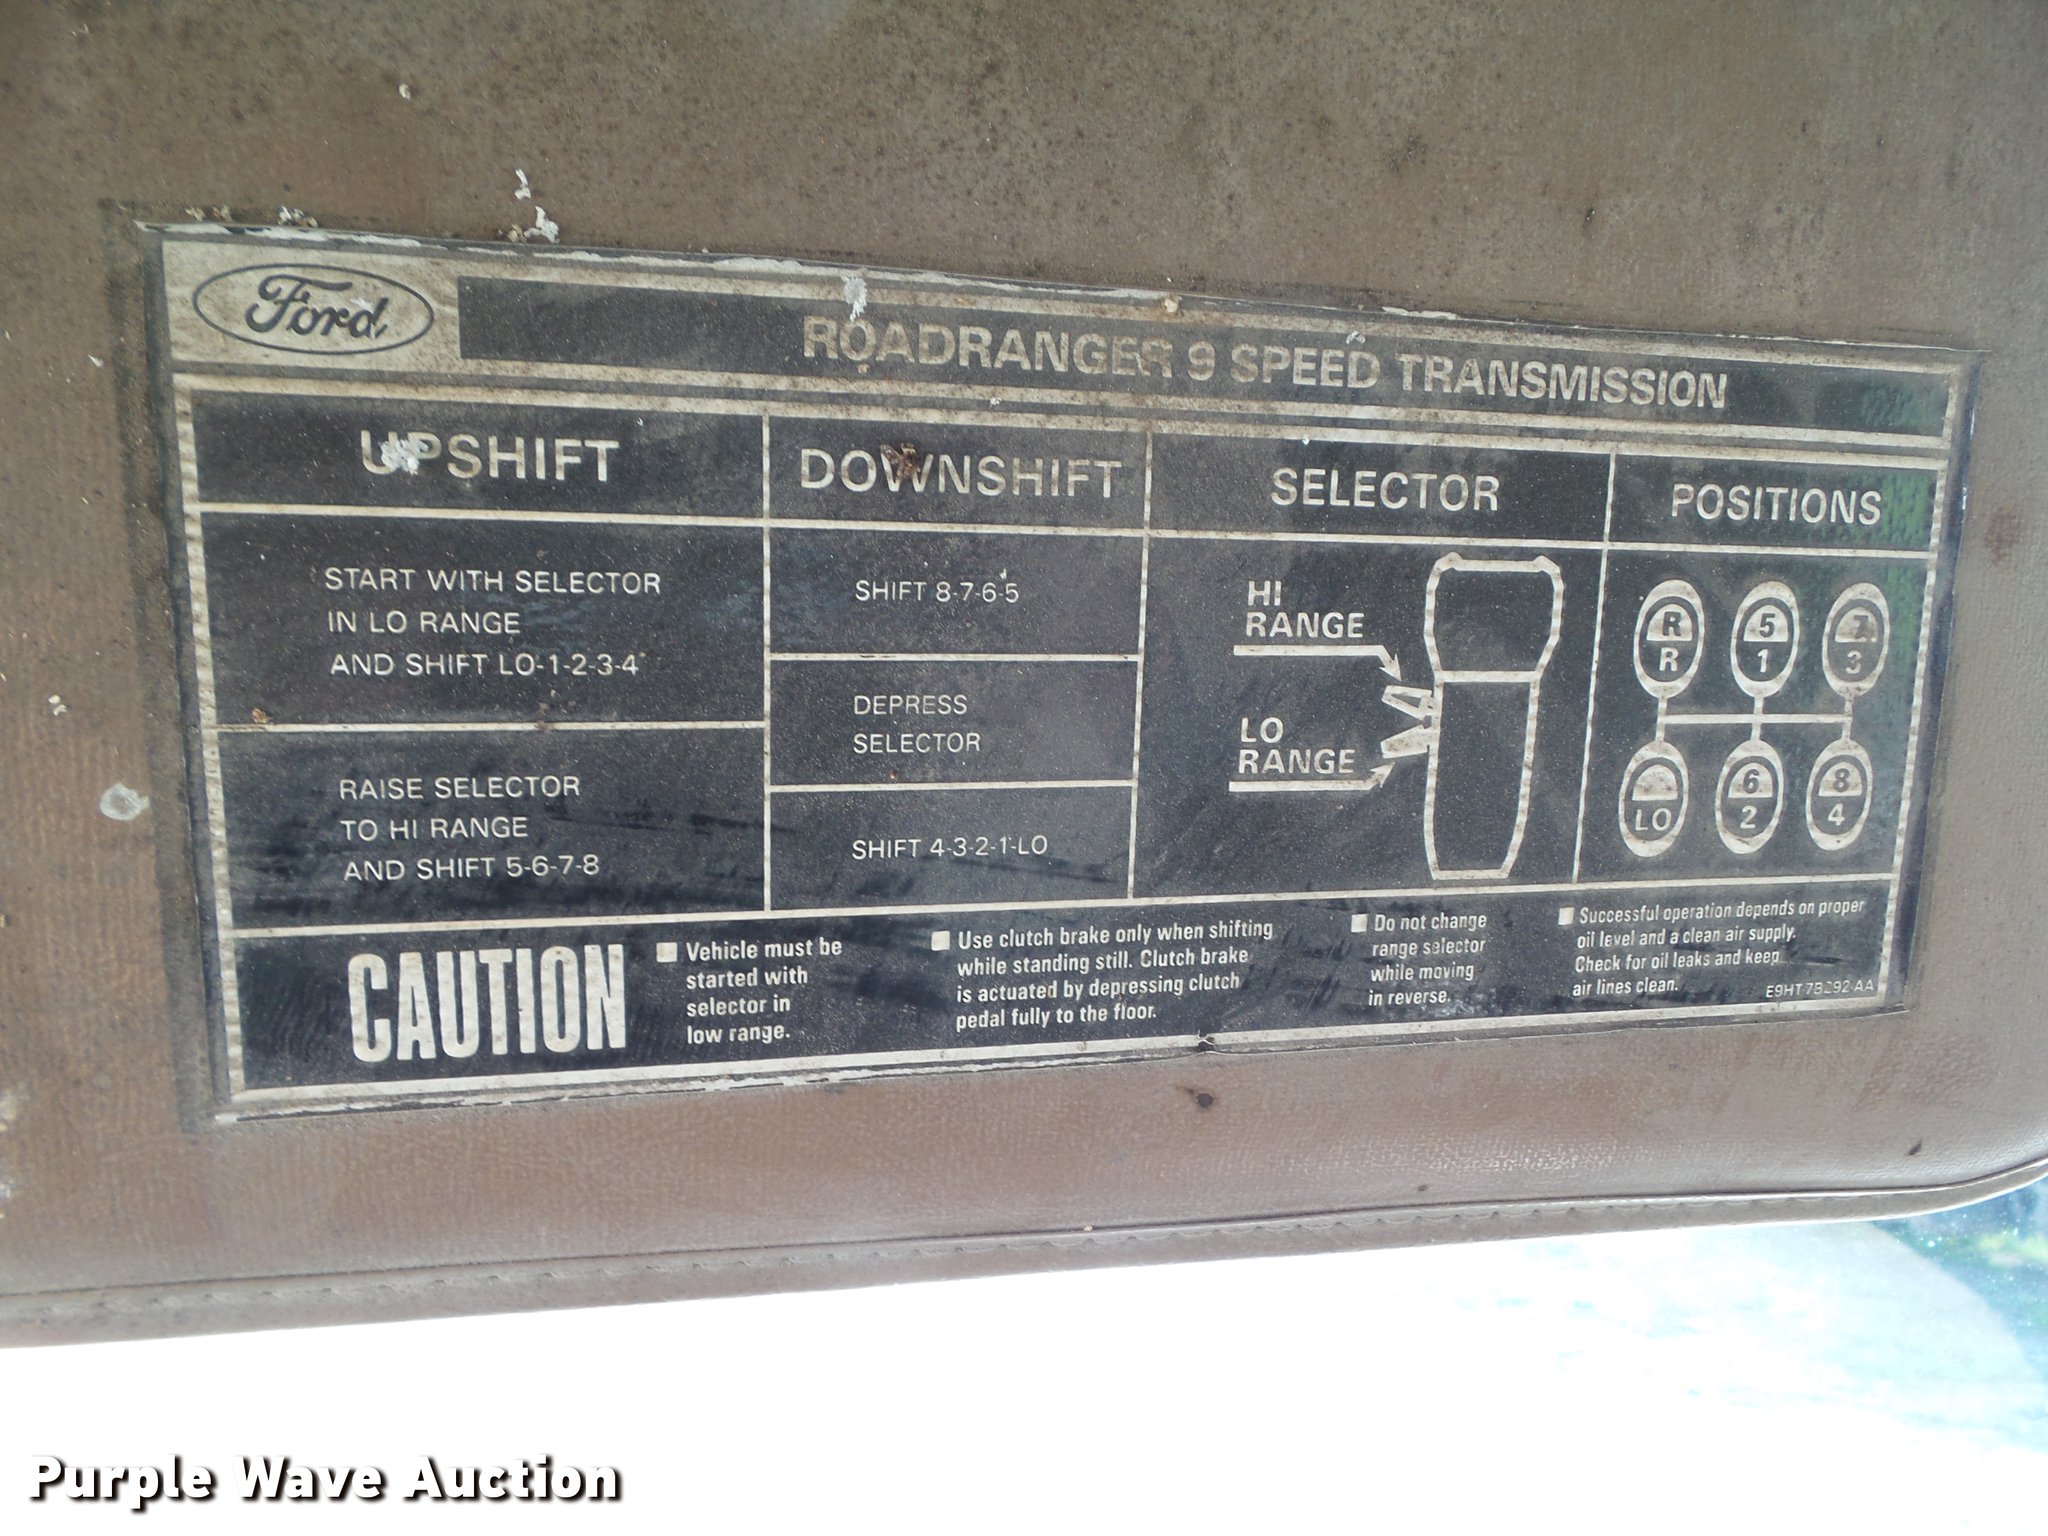 Ford
ROADRANGER 9 SPEED TRANSMISSION
UPSHIFT
DOWNSHIFT
SELECTOR
POSITIONS
START WITH SELECTOR
IN LO RANGE
AND SHIFT LO-1-2-3-4
RAISE SELECTOR
TO HI RANGE
AND SHIFT 5-6-7-8
SHIFT 8-7-6-5
DEPRESS
SELECTOR
SHIFT 4-3-2-1-LO
HI
RANGE
LO
RANGE
R 5 7
R 1 3
6 8
LO 2 4
CAUTION
Vehicle must be
started with
selector in
low range.
Use clutch brake only when shifting
while standing still. Clutch brake
is actuated by depressing clutch
pedal fully to the floor.
Do not change
range selector
while moving
in reverse.
Successful operation depends on proper
oil level and a clean air supply.
Check for oil leaks and keep
air lines clean.
Purple Wave Auction